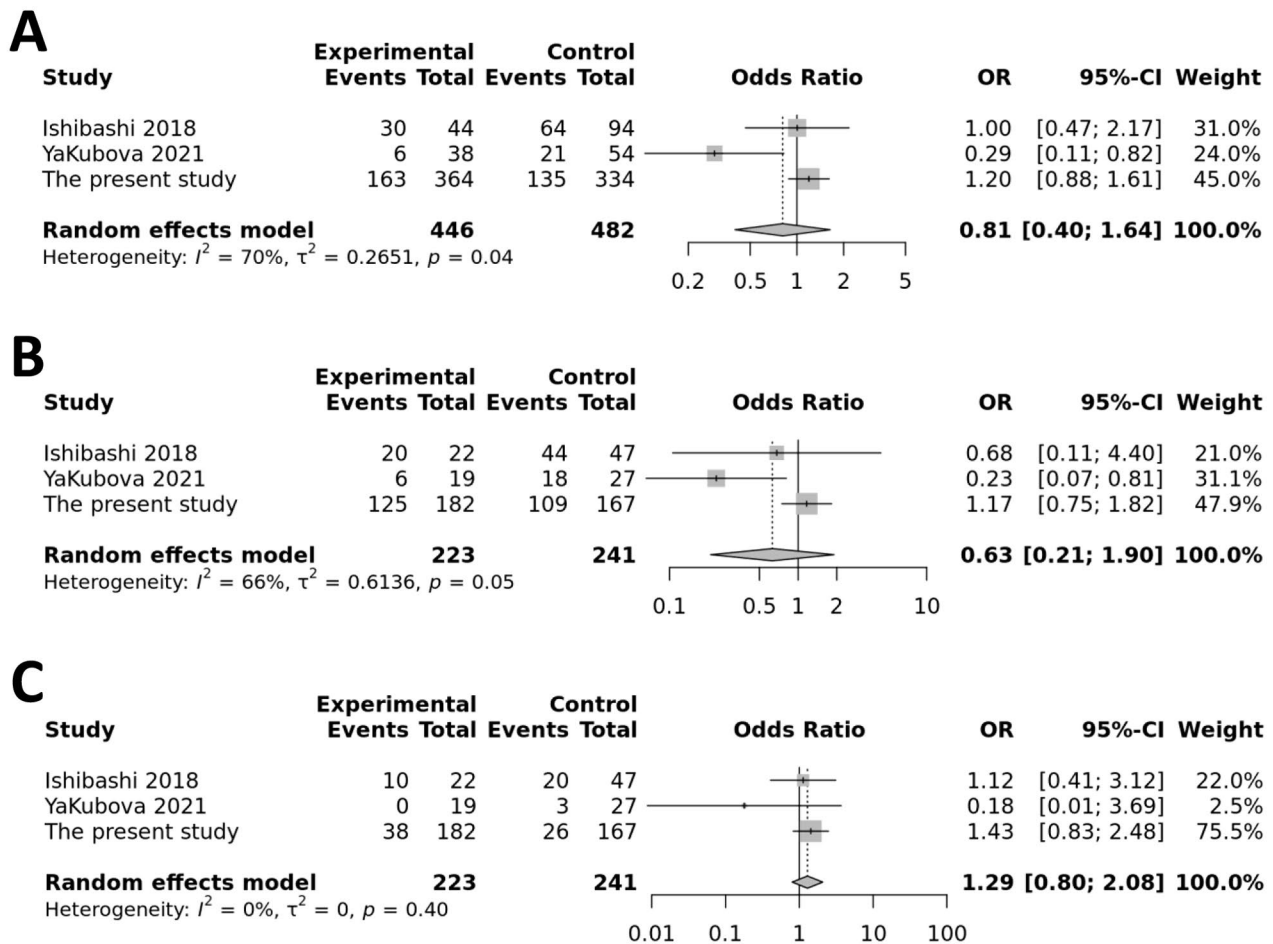 A
Experimental Control
Study Events Total Events Total Odds Ratio OR 95%-CI Weight
Ishibashi 2018 30 44 64 94 1.00 [0.47; 2.17] 31.0%
YaKubova 2021 6 38 21 54 0.29 [0.11; 0.82] 24.0%
The present study 163 364 135 334 1.20 [0.88; 1.61] 45.0%
Random effects model 446 482 0.81 [0.40; 1.64] 100.0%
Heterogeneity: I² = 70%, τ² = 0.2651, p = 0.04
0.2 0.5 1 2 5
B
Experimental Control
Study Events Total Events Total Odds Ratio OR 95%-CI Weight
Ishibashi 2018 20 22 44 47 0.68 [0.11; 4.40] 21.0%
YaKubova 2021 6 19 18 27 0.23 [0.07; 0.81] 31.1%
The present study 125 182 109 167 1.17 [0.75; 1.82] 47.9%
Random effects model 223 241 0.63 [0.21; 1.90] 100.0%
Heterogeneity: I² = 66%, τ² = 0.6136, p = 0.05
0.1 0.5 1 2 10
C
Experimental Control
Study Events Total Events Total Odds Ratio OR 95%-CI Weight
Ishibashi 2018 10 22 20 47 1.12 [0.41; 3.12] 22.0%
YaKubova 2021 0 19 3 27 0.18 [0.01; 3.69] 2.5%
The present study 38 182 26 167 1.43 [0.83; 2.48] 75.5%
Random effects model 223 241 1.29 [0.80; 2.08] 100.0%
Heterogeneity: I² = 0%, τ² = 0, p = 0.40
0.01 0.1 1 10 100